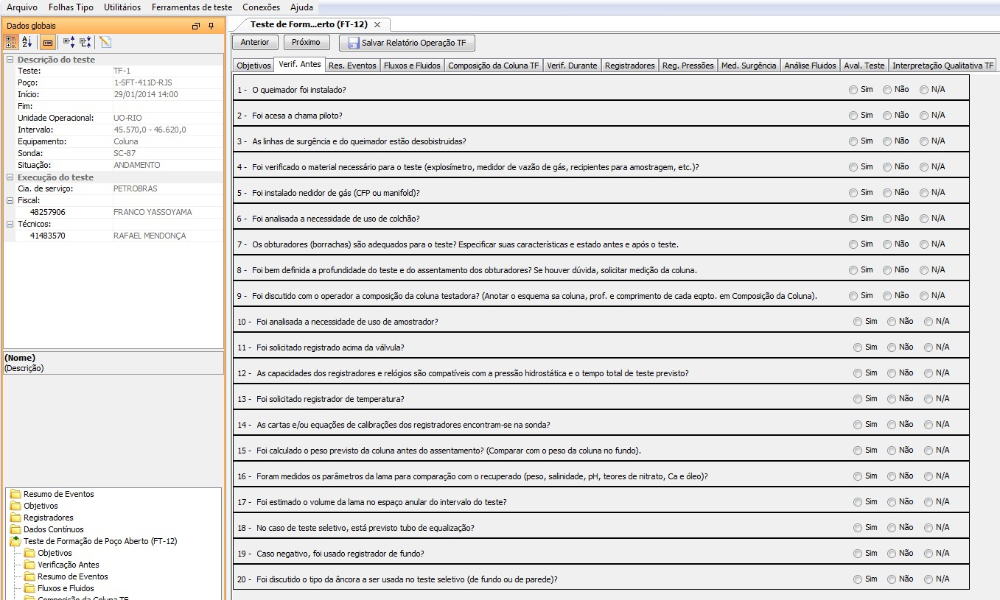 Arquivo Folhas Tipo Utilitários Ferramentas de teste Conexões Ajuda
Dados globais
Descrição do teste
Teste: TF-1
Poço: 1-SFT-411D-RJS
Início: 29/01/2014 14:00
Fim:
Unidade Operacional: UO-RIO
Intervalo: 45.570,0 - 46.620,0
Equipamento: Coluna
Sonda: SC-87
Situação: ANDAMENTO
Execução do teste
Cia. de serviço: PETROBRAS
Fiscal:
48257906 FRANCO YASSOYAMA
Técnicos:
41483570 RAFAEL MENDONÇA
(Nome)
(Descrição)
Resumo de Eventos
Objetivos
Registradores
Dados Contínuos
Teste de Formação de Poço Aberto (FT-12)
Objetivos
Verificação Antes
Resumo de Eventos
Fluxos e Fluidos
Composição da Coluna TF
Teste de Form...erto (FT-12)
Anterior Próximo Salvar Relatório Operação TF
Objetivos Verif. Antes Res. Eventos Fluxos e Fluidos Composição da Coluna TF Verif. Durante Registradores Reg. Pressões Med. Surgência Análise Fluidos Aval. Teste Interpretação Qualitativa TF
1 - O queimador foi instalado? Sim Não N/A
2 - Foi acesa a chama piloto? Sim Não N/A
3 - As linhas de surgência e do queimador estão desobistruidas? Sim Não N/A
4 - Foi verificado o material necessário para o teste (explosímetro, medidor de vazão de gás, recipientes para amostragem, etc.)? Sim Não N/A
5 - Foi instalado nedidor de gás (CFP ou manifold)? Sim Não N/A
6 - Foi analisada a necessidade de uso de colchão? Sim Não N/A
7 - Os obturadores (borrachas) são adequados para o teste? Especificar suas características e estado antes e após o teste. Sim Não N/A
8 - Foi bem definida a profundidade do teste e do assentamento dos obturadores? Se houver dúvida, solicitar medição da coluna. Sim Não N/A
9 - Foi discutido com o operador a composição da coluna testadora? (Anotar o esquema sa coluna, prof. e comprimento de cada eqpto. em Composição da Coluna). Sim Não N/A
10 - Foi analisada a necessidade de uso de amostrador? Sim Não N/A
11 - Foi solicitado registrado acima da válvula? Sim Não N/A
12 - As capacidades dos registradores e relógios são compatíveis com a pressão hidrostática e o tempo total de teste previsto? Sim Não N/A
13 - Foi solicitado registrador de temperatura? Sim Não N/A
14 - As cartas e/ou equações de calibrações dos registradores encontram-se na sonda? Sim Não N/A
15 - Foi calculado o peso previsto da coluna antes do assentamento? (Comparar com o peso da coluna no fundo). Sim Não N/A
16 - Foram medidos os parâmetros da lama para comparação com o recuperado (peso, salinidade, pH, teores de nitrato, Ca e óleo)? Sim Não N/A
17 - Foi estimado o volume da lama no espaço anular do intervalo do teste? Sim Não N/A
18 - No caso de teste seletivo, está previsto tubo de equalização? Sim Não N/A
19 - Caso negativo, foi usado registrador de fundo? Sim Não N/A
20 - Foi discutido o tipo da âncora a ser usada no teste seletivo (de fundo ou de parede)? Sim Não N/A